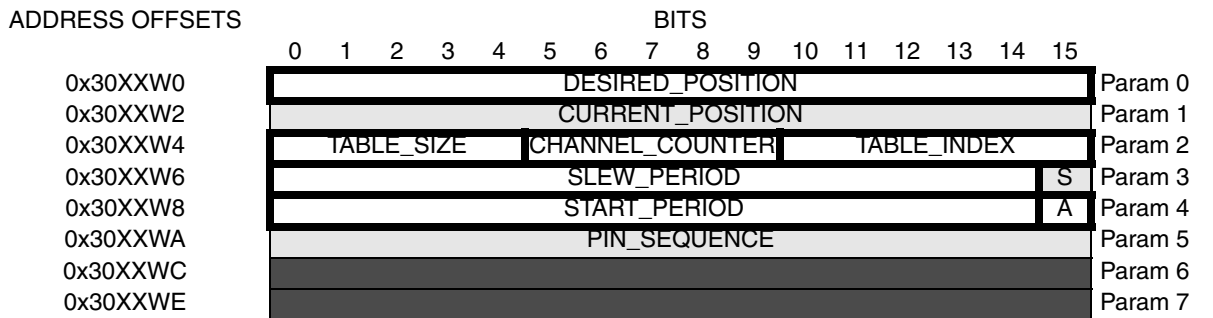 ADDRESS OFFSETS BITS
0 1 2 3 4 5 6 7 8 9 10 11 12 13 14 15
0x30XXW0 DESIRED_POSITION Param 0
0x30XXW2 CURRENT_POSITION Param 1
0x30XXW4 TABLE_SIZE CHANNEL_COUNTER TABLE_INDEX Param 2
0x30XXW6 SLEW_PERIOD S Param 3
0x30XXW8 START_PERIOD A Param 4
0x30XXWA PIN_SEQUENCE Param 5
0x30XXWC Param 6
0x30XXWE Param 7